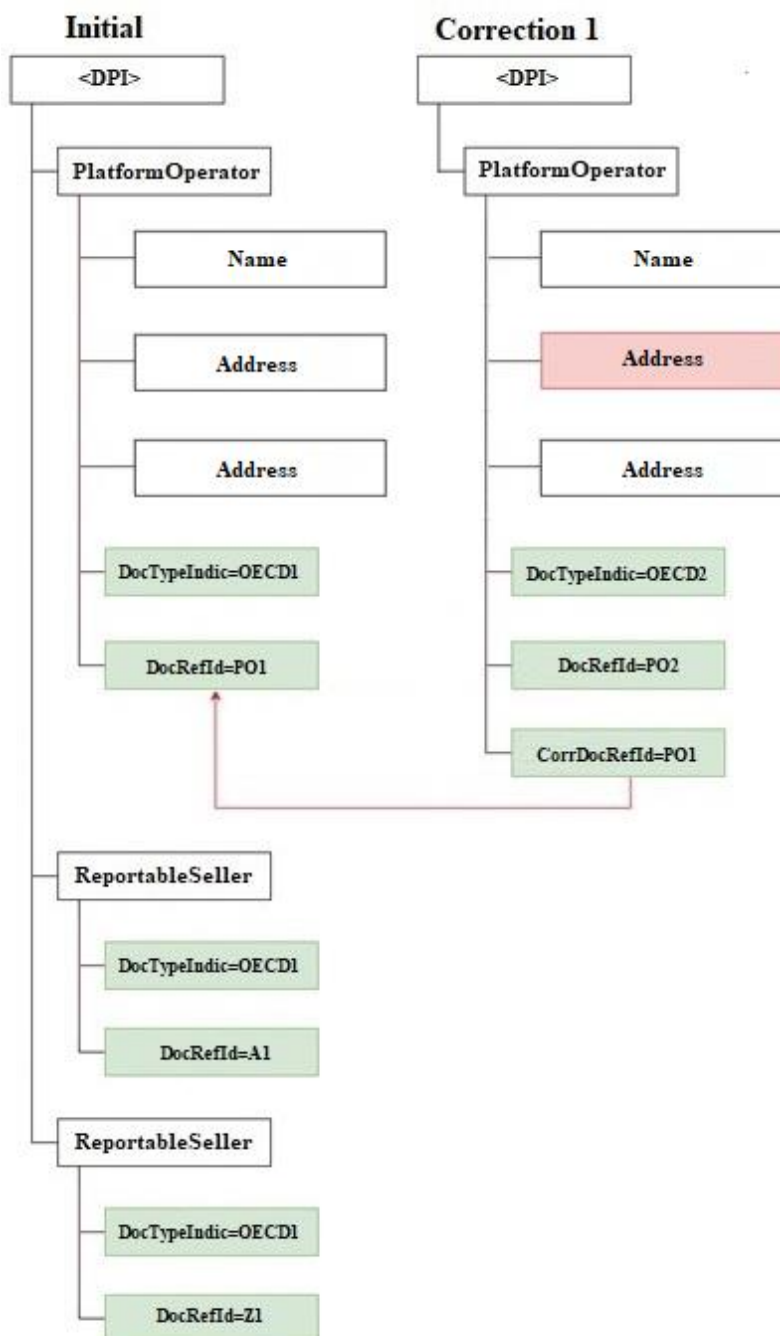 Initial
<DPI>
PlatformOperator
Name
Address
Address
DocTypeIndic=OECD1
DocRefId=PO1
ReportableSeller
DocTypeIndic=OECD1
DocRefId=A1
ReportableSeller
DocTypeIndic=OECD1
DocRefId=Z1
Correction 1
<DPI>
PlatformOperator
Name
Address
Address
DocTypeIndic=OECD2
DocRefId=PO2
CorrDocRefId=PO1